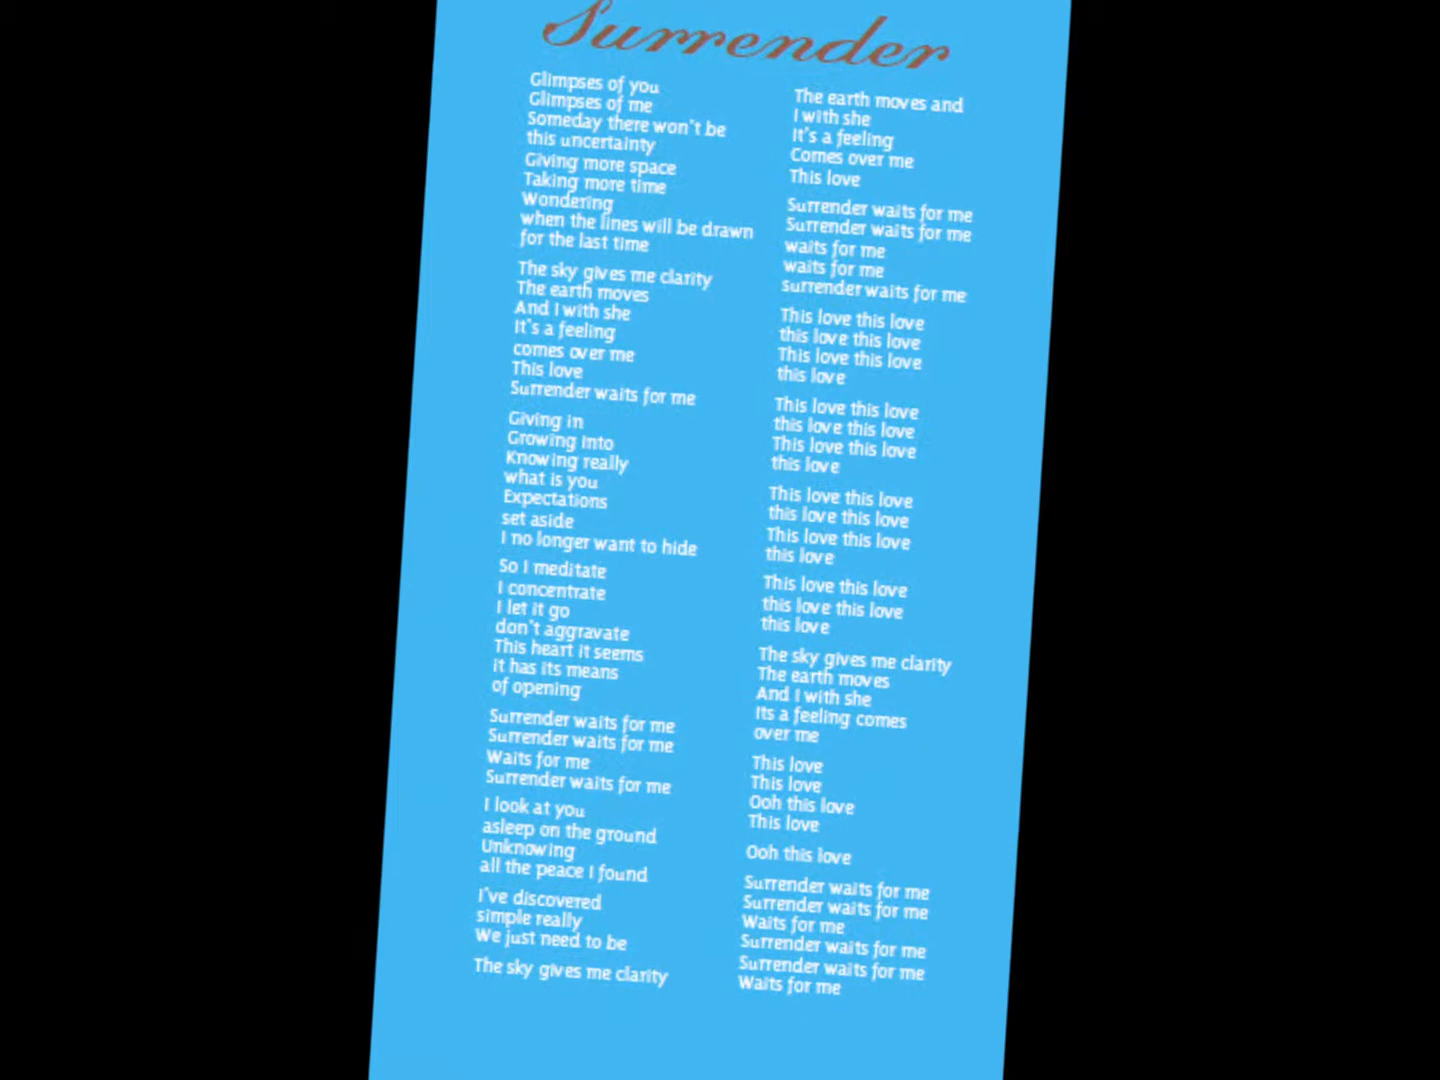 Surrender
Glimpses of you
Glimpses of me
Someday there won't be
this uncertainty
Giving more space
Taking more time
Wondering
when the lines will be drawn
for the last time
The sky gives me clarity
The earth moves
And I with she
It's a feeling
comes over me
This love
Surrender waits for me
Giving in
Growing into
Knowing really
what is you
Expectations
set aside
I no longer want to hide
So I meditate
I concentrate
I let it go
don't aggravate
This heart it seems
it has its means
of opening
Surrender waits for me
Surrender waits for me
Waits for me
Surrender waits for me
I look at you
asleep on the ground
Unknowing
all the peace I found
I've discovered
simple really
We just need to be
The sky gives me clarity
The earth moves and
I with she
It's a feeling
Comes over me
This love
Surrender waits for me
Surrender waits for me
waits for me
waits for me
surrender waits for me
This love this love
this love this love
This love this love
this love
This love this love
this love this love
This love this love
this love
This love this love
this love this love
This love this love
this love
This love this love
this love this love
this love
The sky gives me clarity
The earth moves
And I with she
Its a feeling comes
over me
This love
This love
Ooh this love
This love
Ooh this love
Surrender waits for me
Surrender waits for me
Waits for me
Surrender waits for me
Surrender waits for me
Waits for me